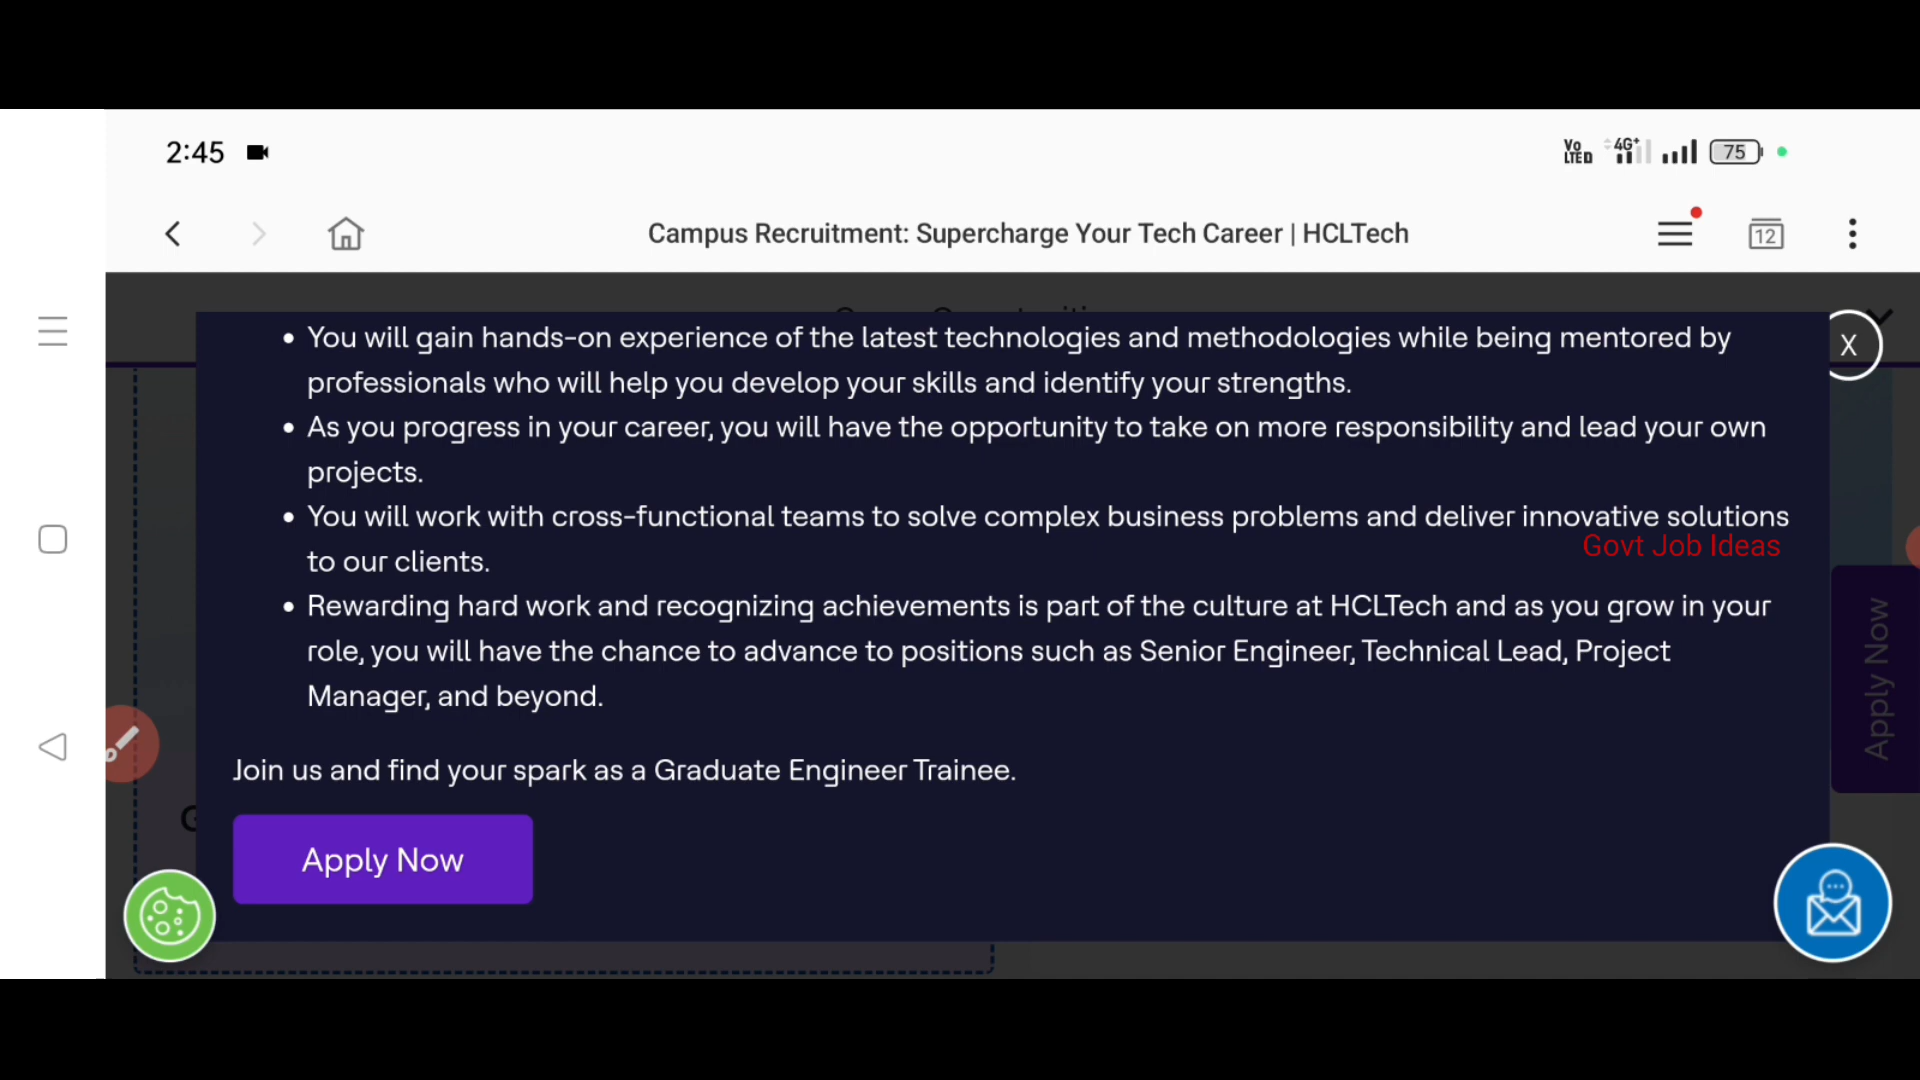 2:45
Vo LTE D 4G+ 75
Campus Recruitment: Supercharge Your Tech Career | HCLTech
12
X
• You will gain hands-on experience of the latest technologies and methodologies while being mentored by
professionals who will help you develop your skills and identify your strengths.
• As you progress in your career, you will have the opportunity to take on more responsibility and lead your own
projects.
• You will work with cross-functional teams to solve complex business problems and deliver innovative solutions
Govt Job Ideas
to our clients.
• Rewarding hard work and recognizing achievements is part of the culture at HCLTech and as you grow in your
role, you will have the chance to advance to positions such as Senior Engineer, Technical Lead, Project
Manager, and beyond.
Apply Now
Join us and find your spark as a Graduate Engineer Trainee.
Apply Now